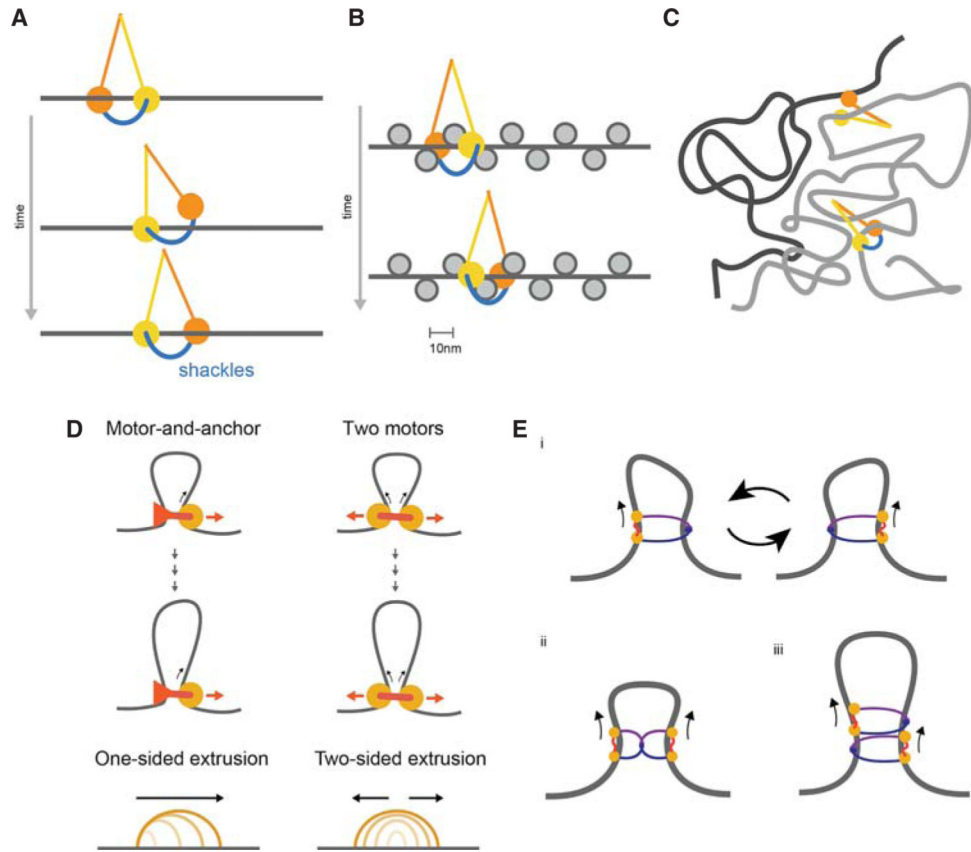 A
time
shackles
B
time
10nm
C
D
Motor-and-anchor
Two motors
One-sided extrusion
Two-sided extrusion
E
i
ii
iii